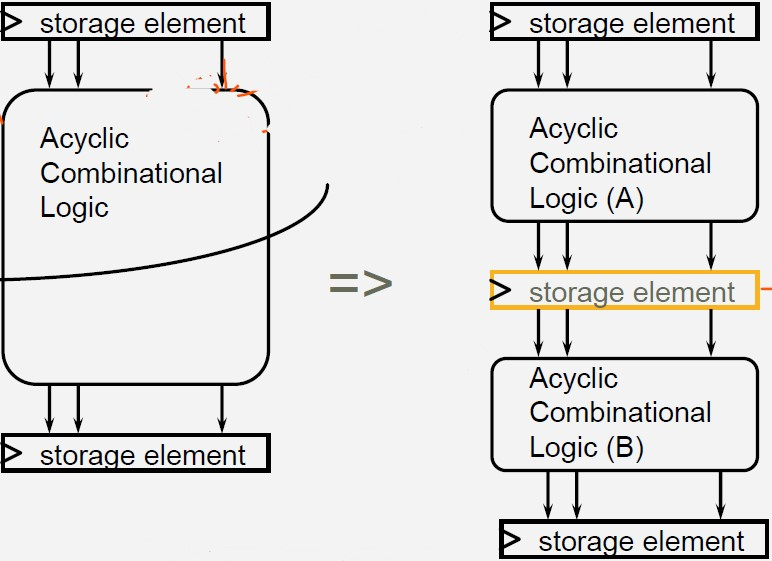 storage element
Acyclic
Combinational
Logic
storage element
=>
storage element
Acyclic
Combinational
Logic (A)
storage element
Acyclic
Combinational
Logic (B)
storage element